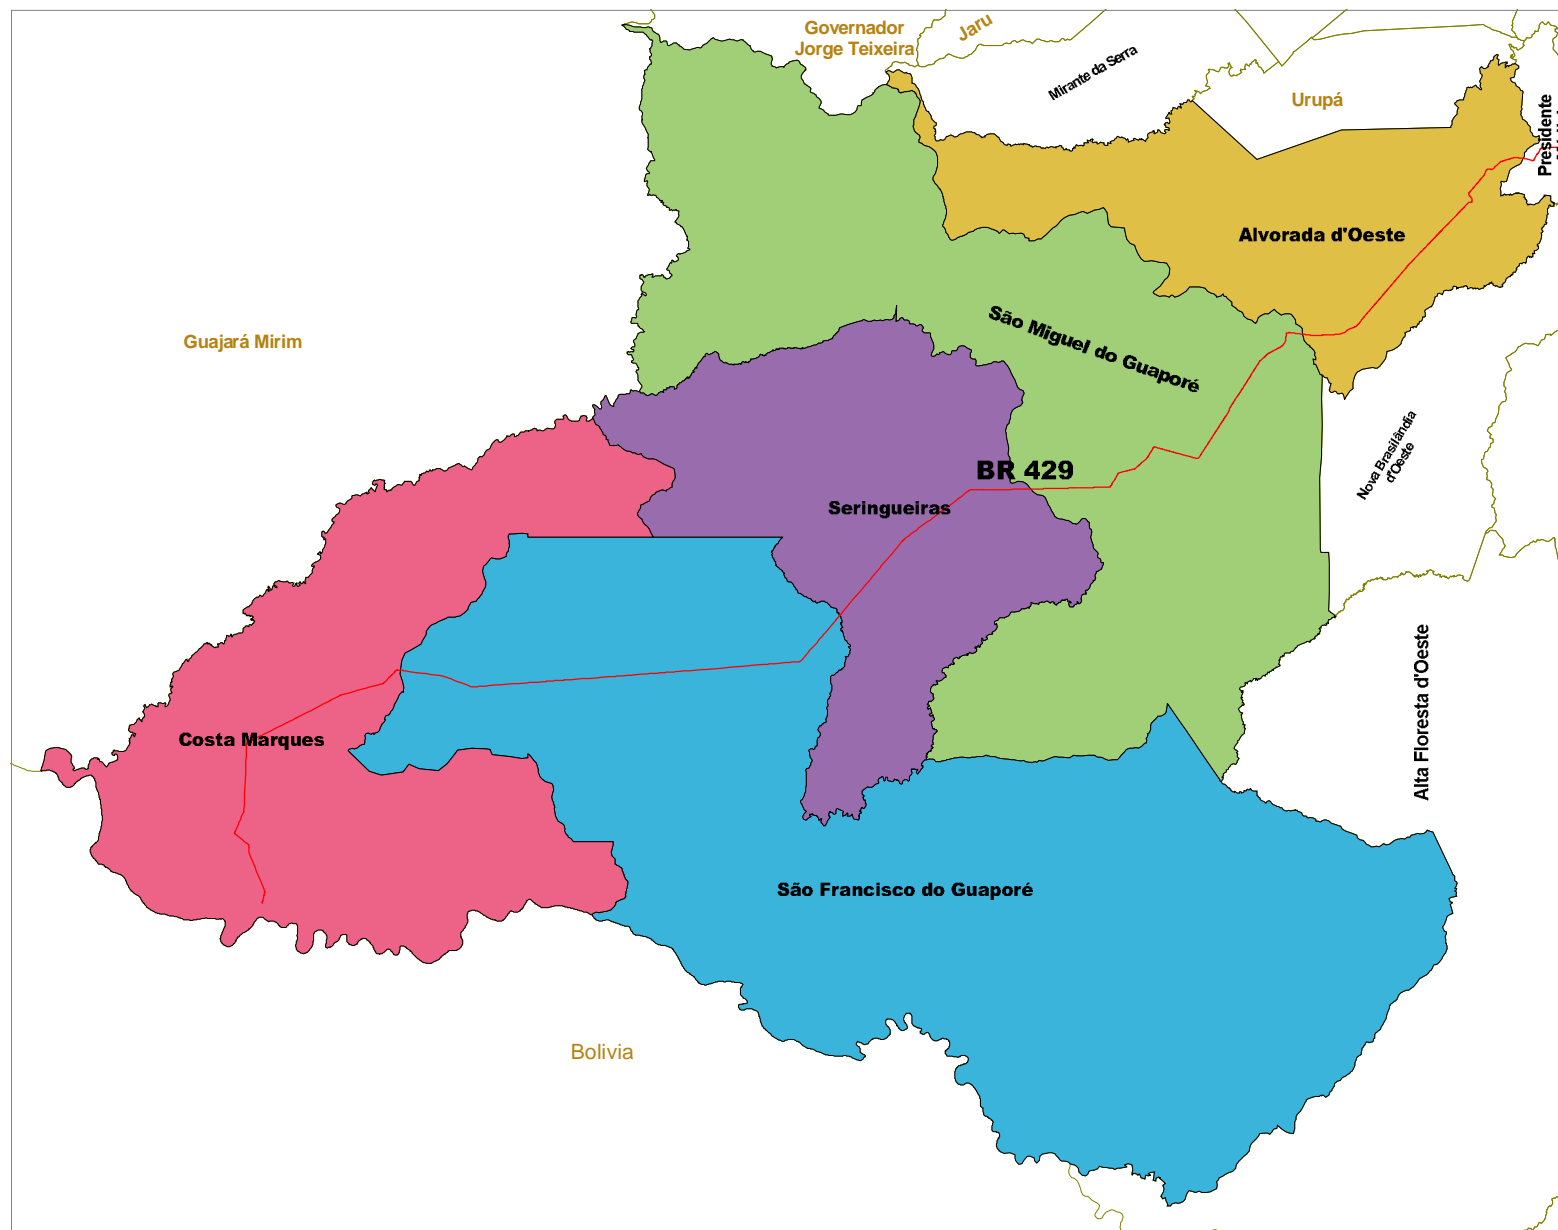 Governador
Jorge Teixeira
Jaru
Mirante da Serra
Urupá
Presidente
Alvorada d'Oeste
São Miguel do Guaporé
Guajará Mirim
Nova Brasilândia
d'Oeste
BR 429
Seringueiras
Alta Floresta d'Oeste
Costa Marques
São Francisco do Guaporé
Bolivia